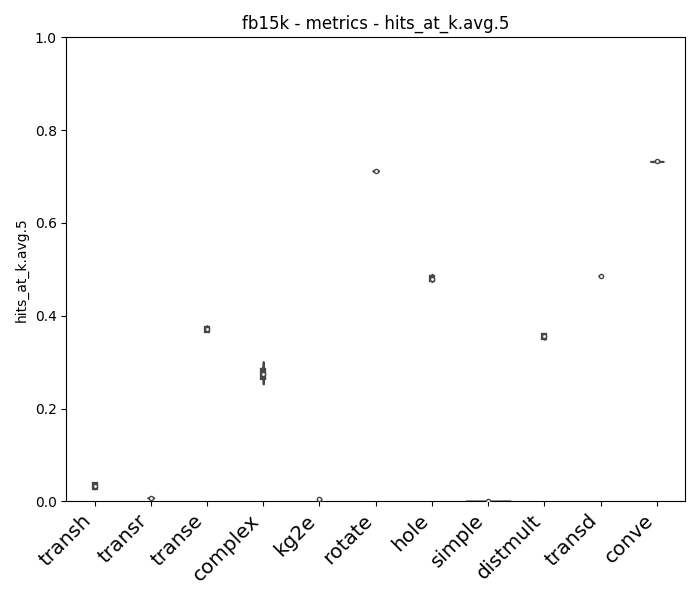 fb15k - metrics - hits_at_k.avg.5
1.0
0.8
0.6
0.4
0.2
0.0
hits_at_k.avg.5
transh
transr
transe
complex
kg2e
rotate
hole
simple
distmult
transd
conve